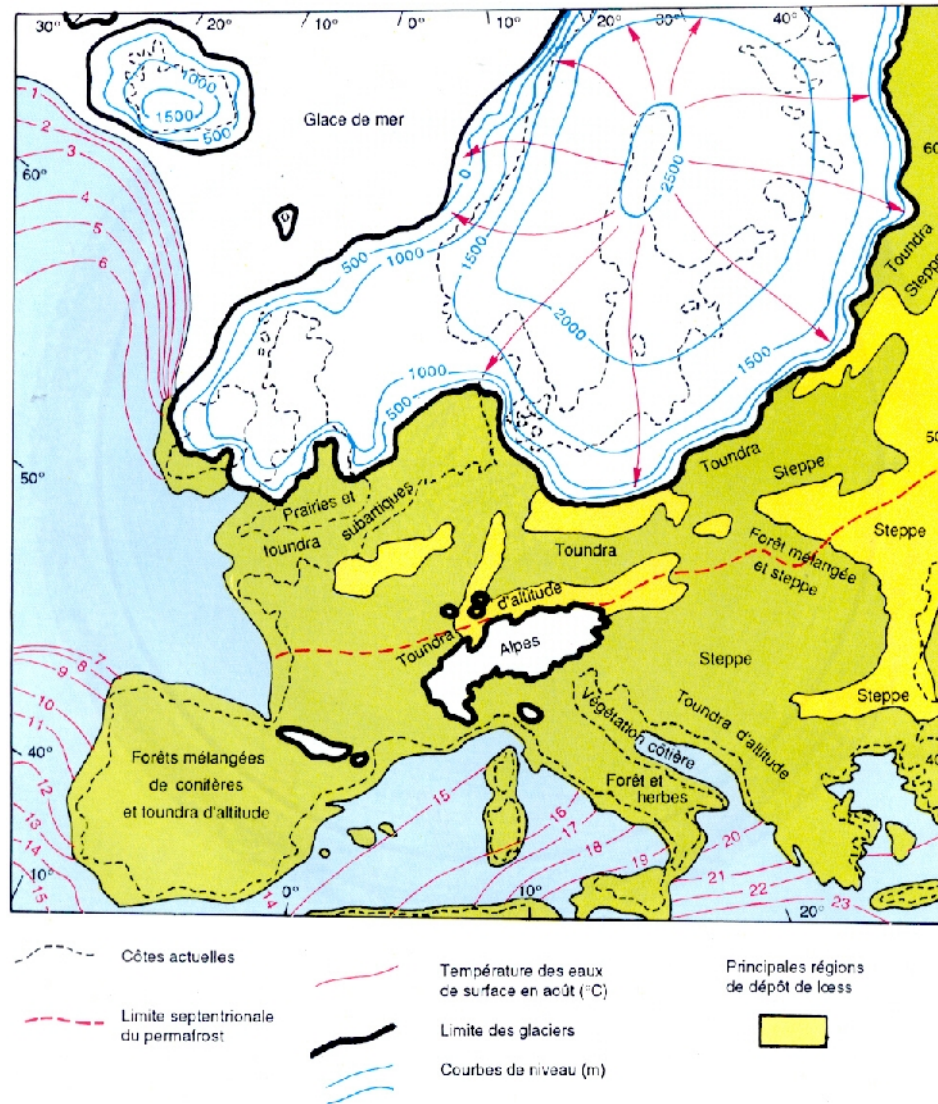 30° 20° 10° 0° 10° 20° 30° 40°
1000
1500
500
Glace de mer
1
2
3
4
5
6
60°
0
500
1000
1500
2500
2000
60
Toundra
Steppe
1000
500
1500
50°
50
Toundra
Steppe
Prairies et
subartiques
toundra
Toundra
Forêt mélangée
et steppe
Steppe
d'altitude
Toundra
Alpes
Steppe
Steppe
7
8
9
10
11
12
13
14
15
40°
40
Végétation côtière
Toundra d'altitude
Forêts mélangées
de conifères
et toundra d'altitude
Forêt et
herbes
14
15
16
17
18
19
20
21
22
23
10° 0° 10° 20°
Côtes actuelles
Limite septentrionale
du permafrost
Température des eaux
de surface en août (°C)
Limite des glaciers
Courbes de niveau (m)
Principales régions
de dépôt de lœss